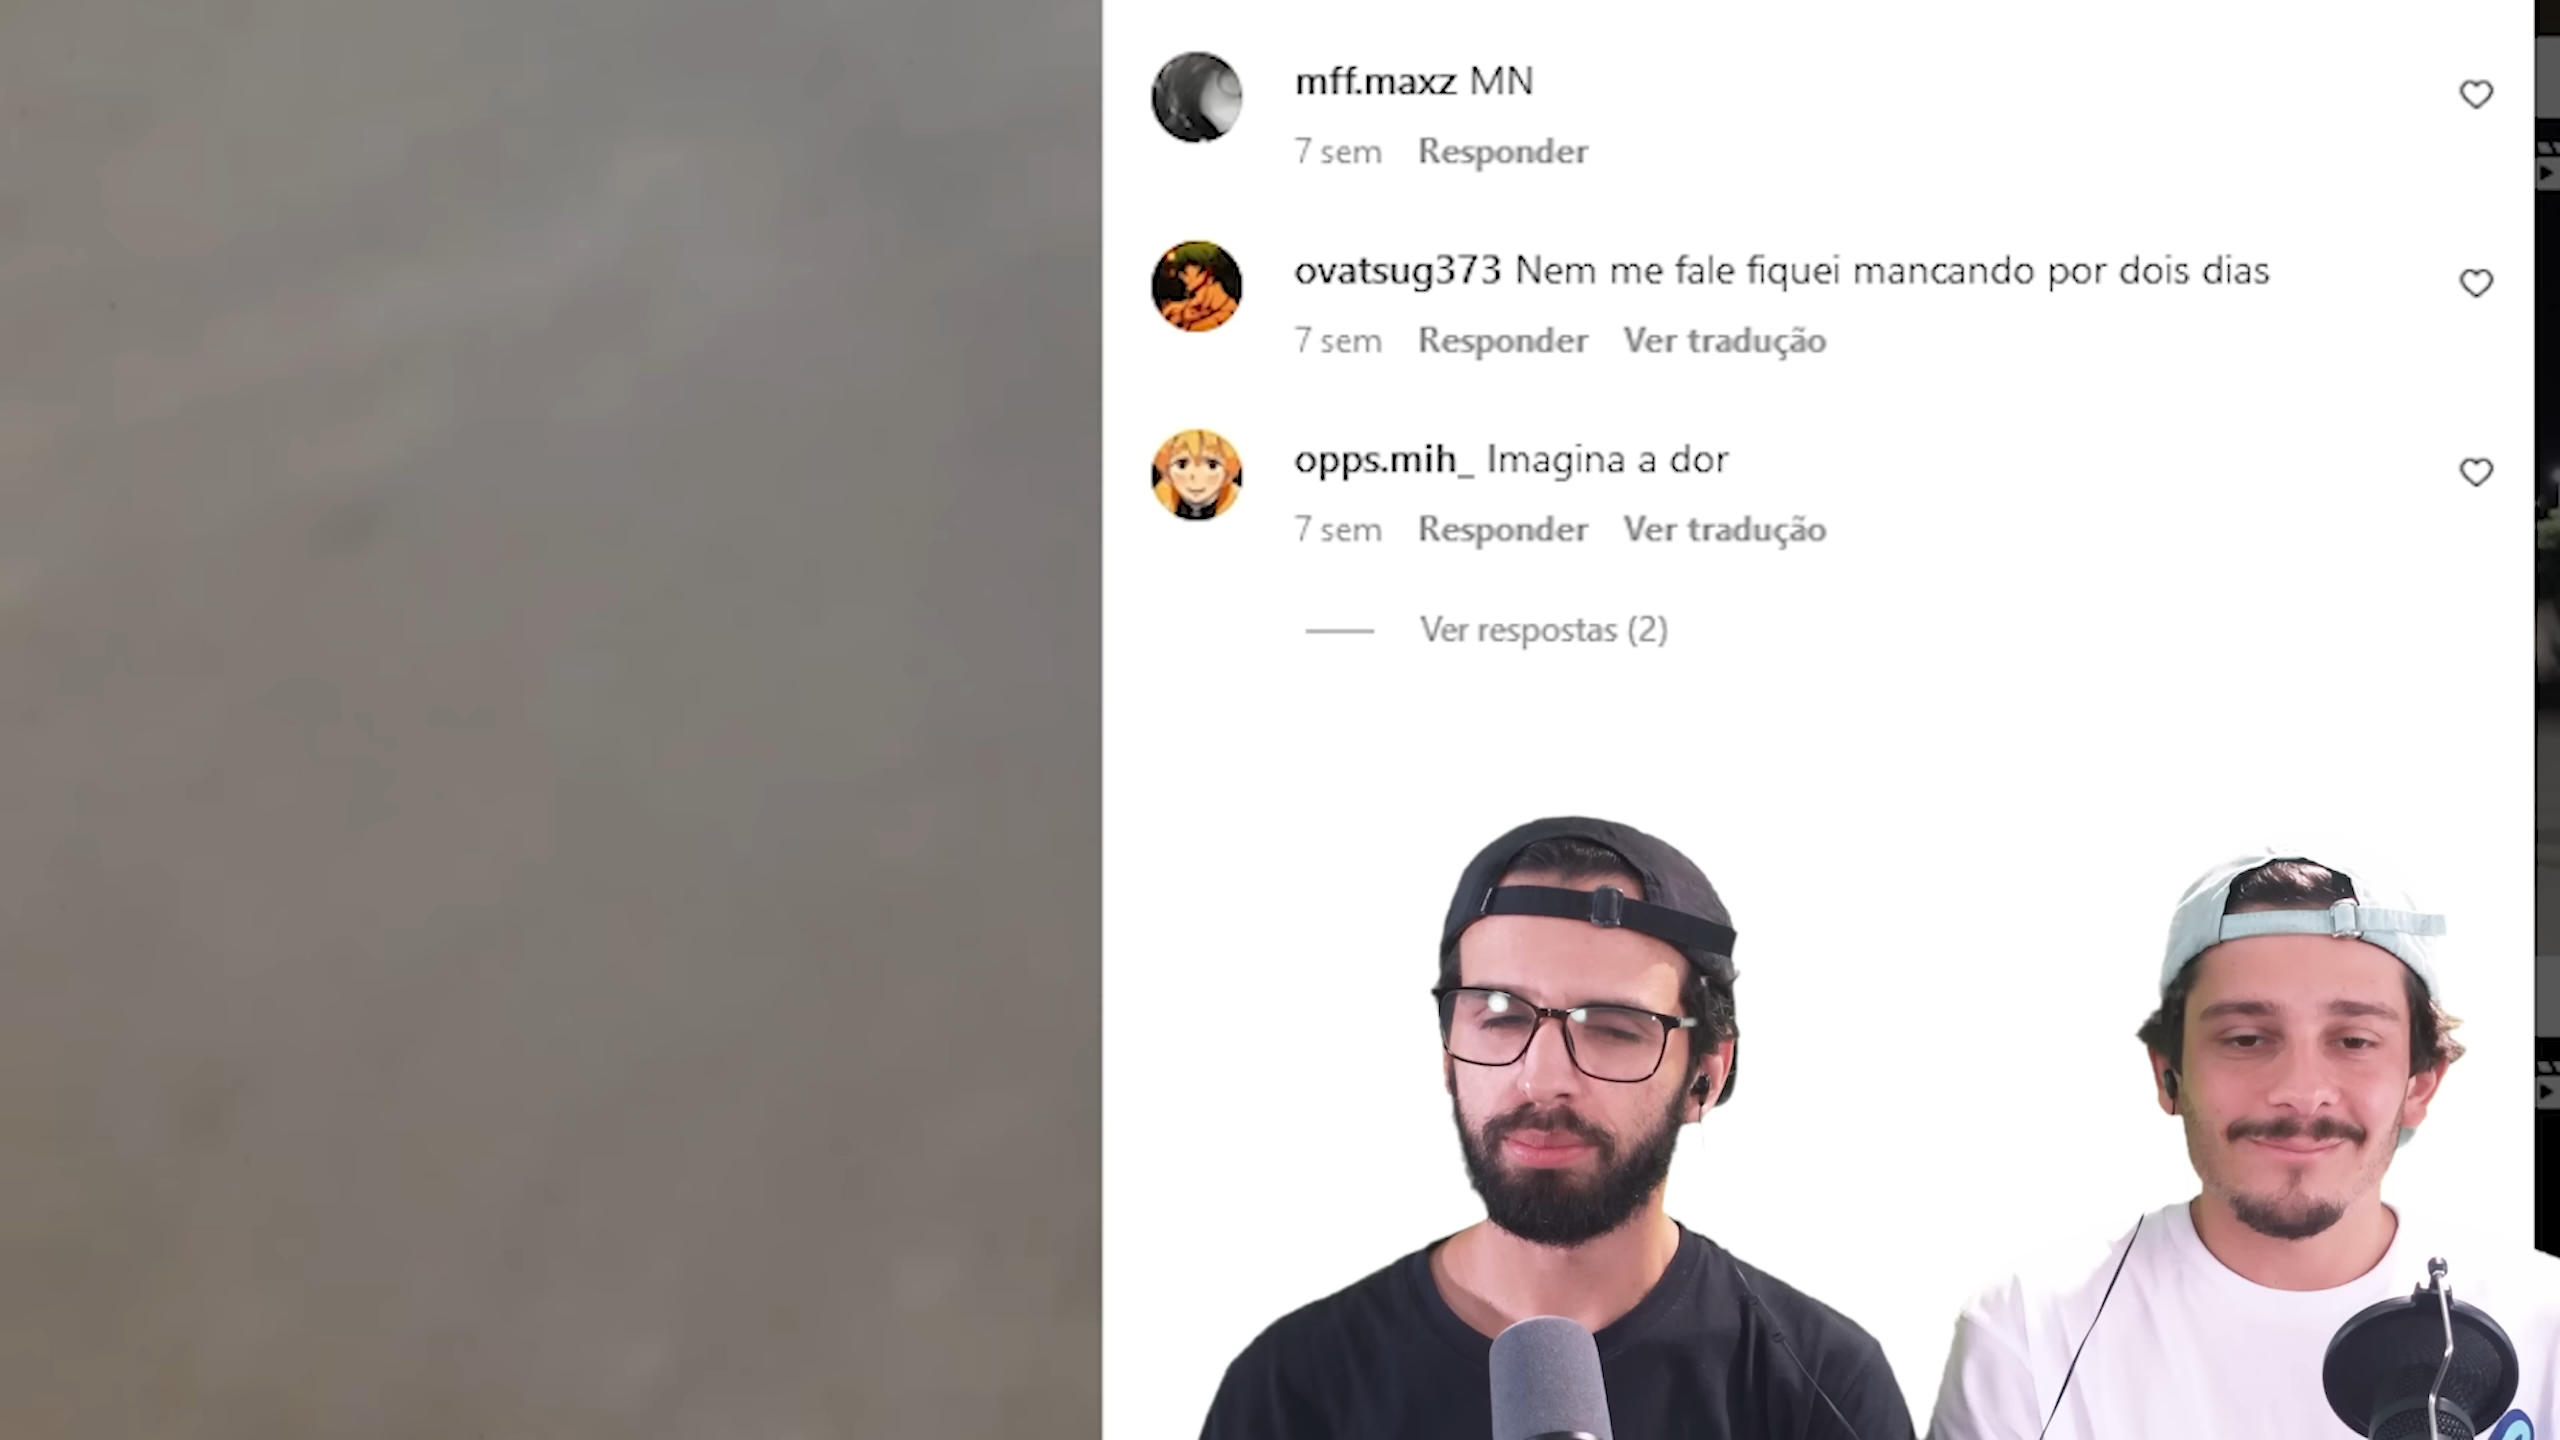 mff.maxz MN
7 sem Responder
ovatsug373 Nem me fale fiquei mancando por dois dias
7 sem Responder Ver tradução
opps.mih_ Imagina a dor
7 sem Responder Ver tradução
Ver respostas (2)